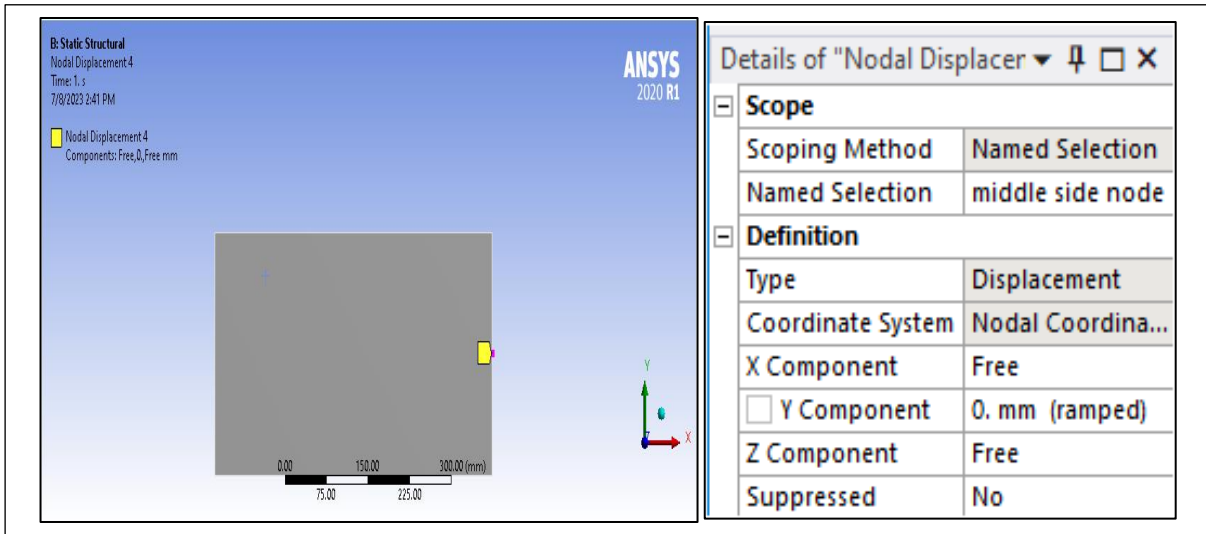 B: Static Structural
Nodal Displacement 4
Time: 1. s
7/8/2023 2:41 PM
Nodal Displacement 4
Components: Free,0.,Free mm
ANSYS
2020 R1
Y
X
Z
0.00 150.00 300.00 (mm)
75.00 225.00
Details of "Nodal Displacer
Scope
Scoping Method Named Selection
Named Selection middle side node
Definition
Type Displacement
Coordinate System Nodal Coordina...
X Component Free
Y Component 0. mm (ramped)
Z Component Free
Suppressed No